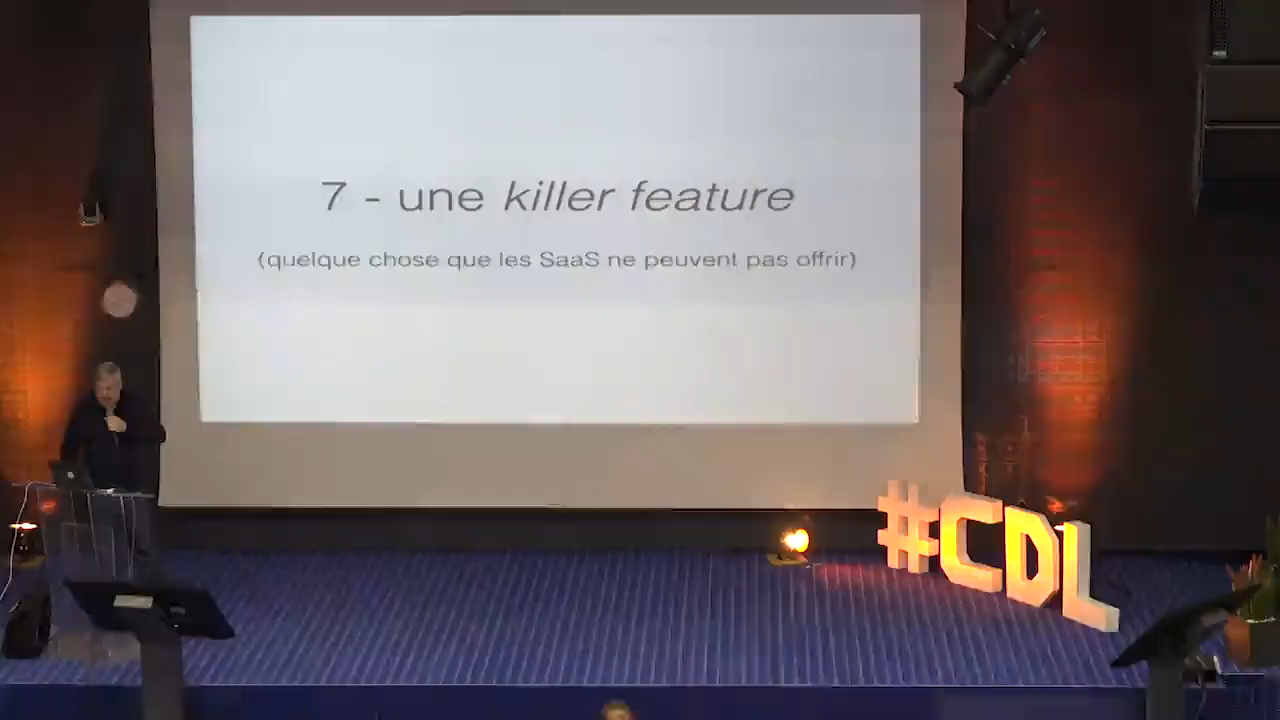 7 - une killer feature
(quelque chose que les SaaS ne peuvent pas offrir)
#CDL